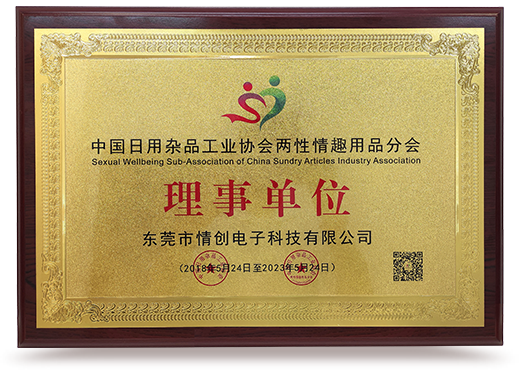 中国日用杂品工业协会两性情趣用品分会
Sexual Wellbeing Sub-Association of China Sundry Articles Industry Association
理事单位
东莞市情创电子科技有限公司
（2018年5月24日至2023年5月24日）